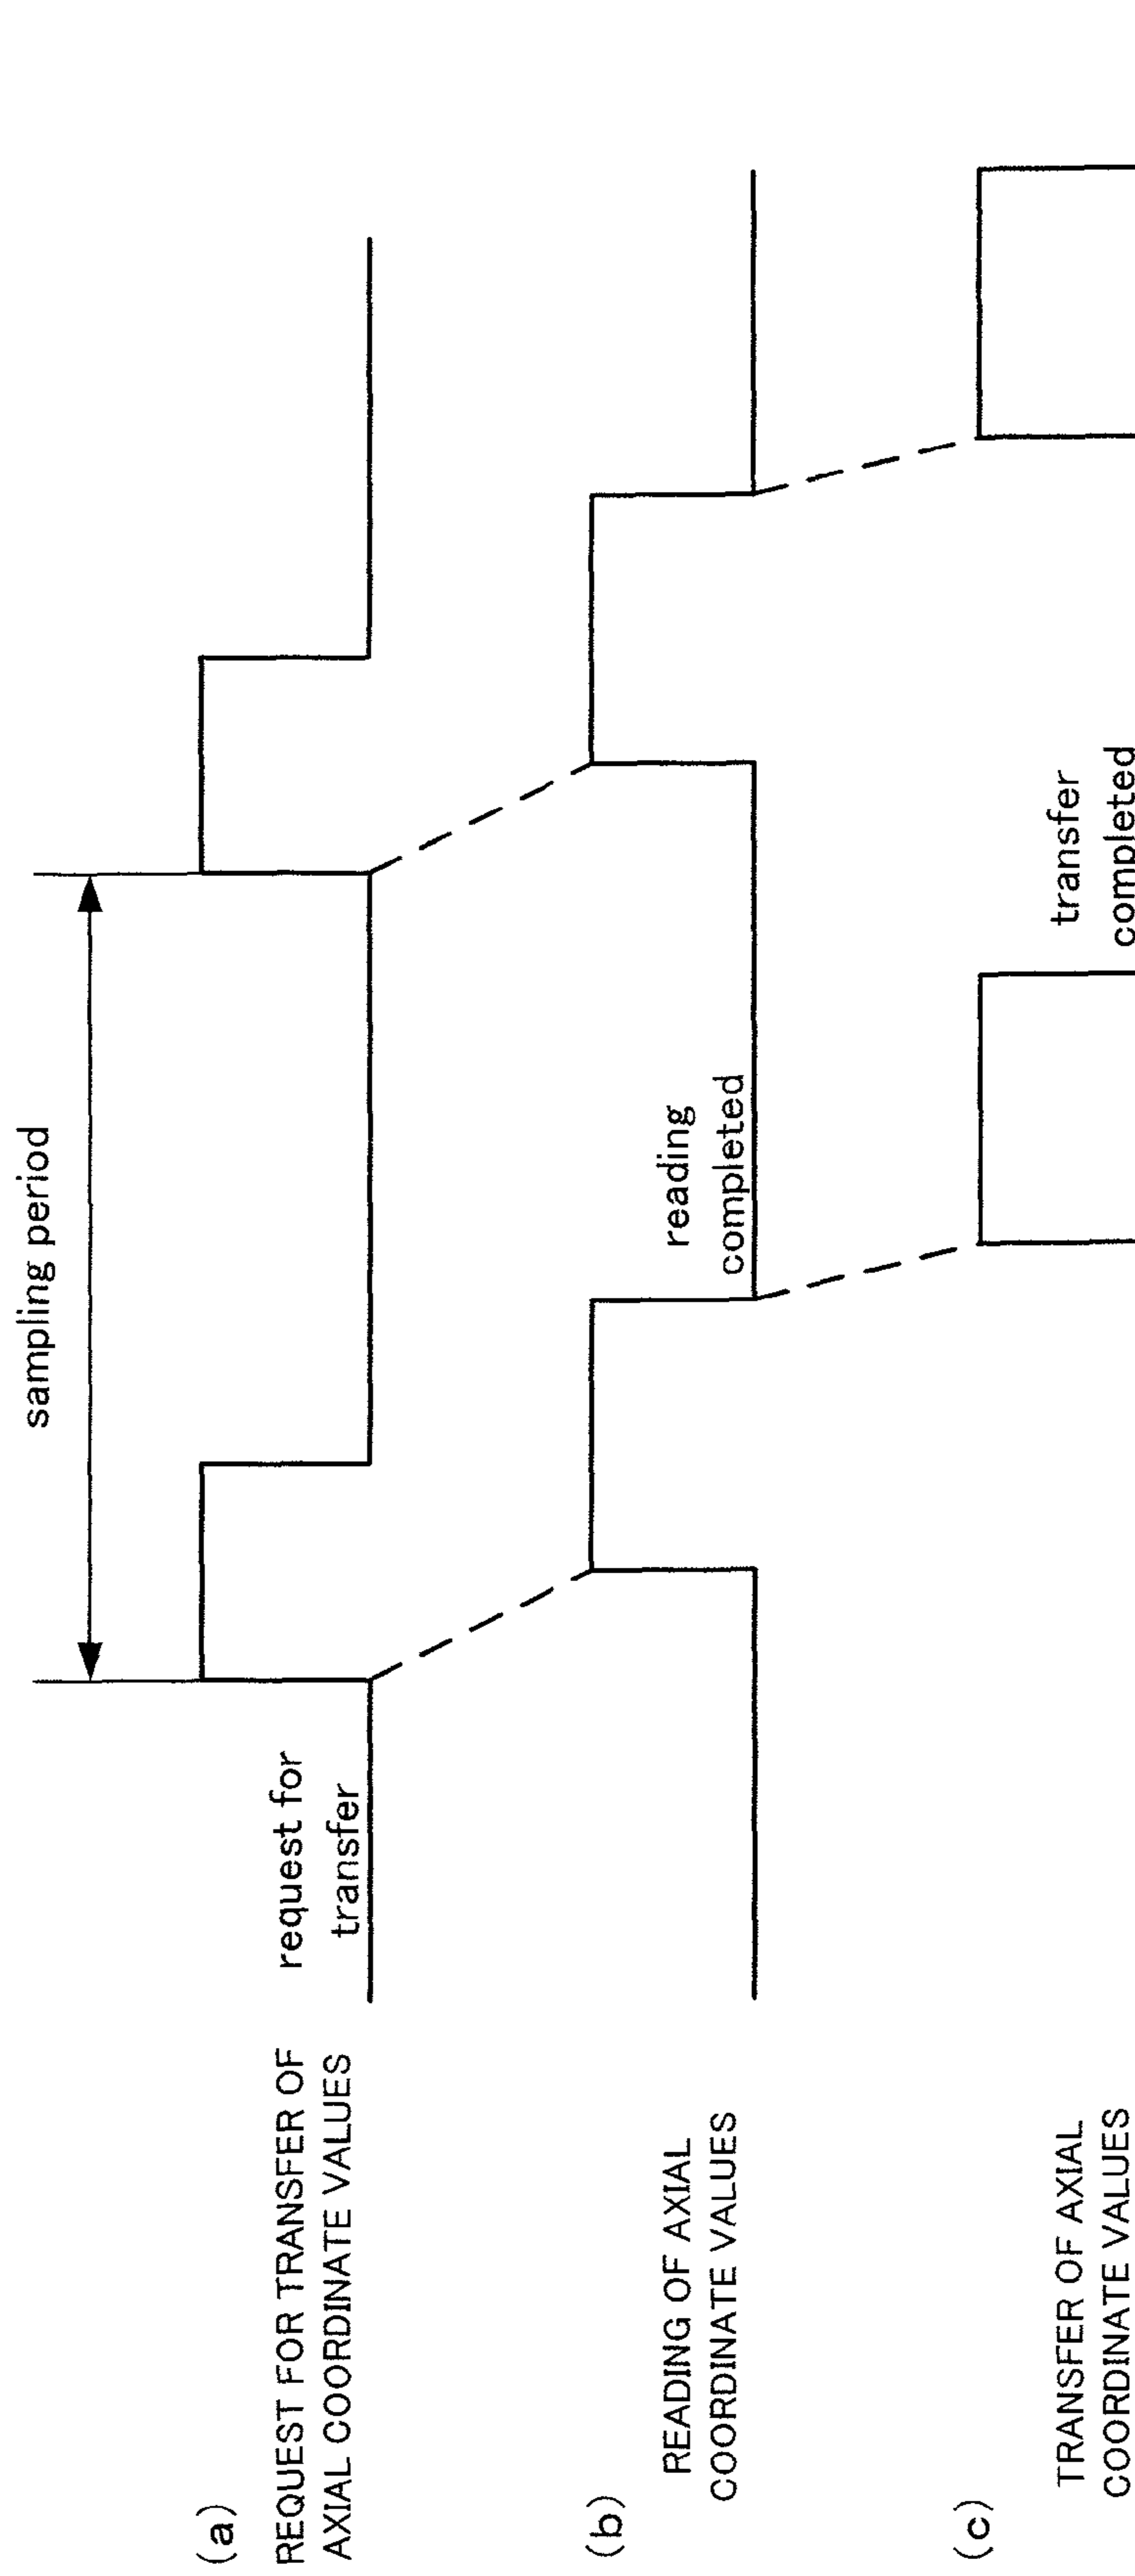 sampling period
(a)
REQUEST FOR TRANSFER OF
AXIAL COORDINATE VALUES
request for
transfer
(b)
READING OF AXIAL
COORDINATE VALUES
reading
completed
(c)
TRANSFER OF AXIAL
COORDINATE VALUES
transfer
completed